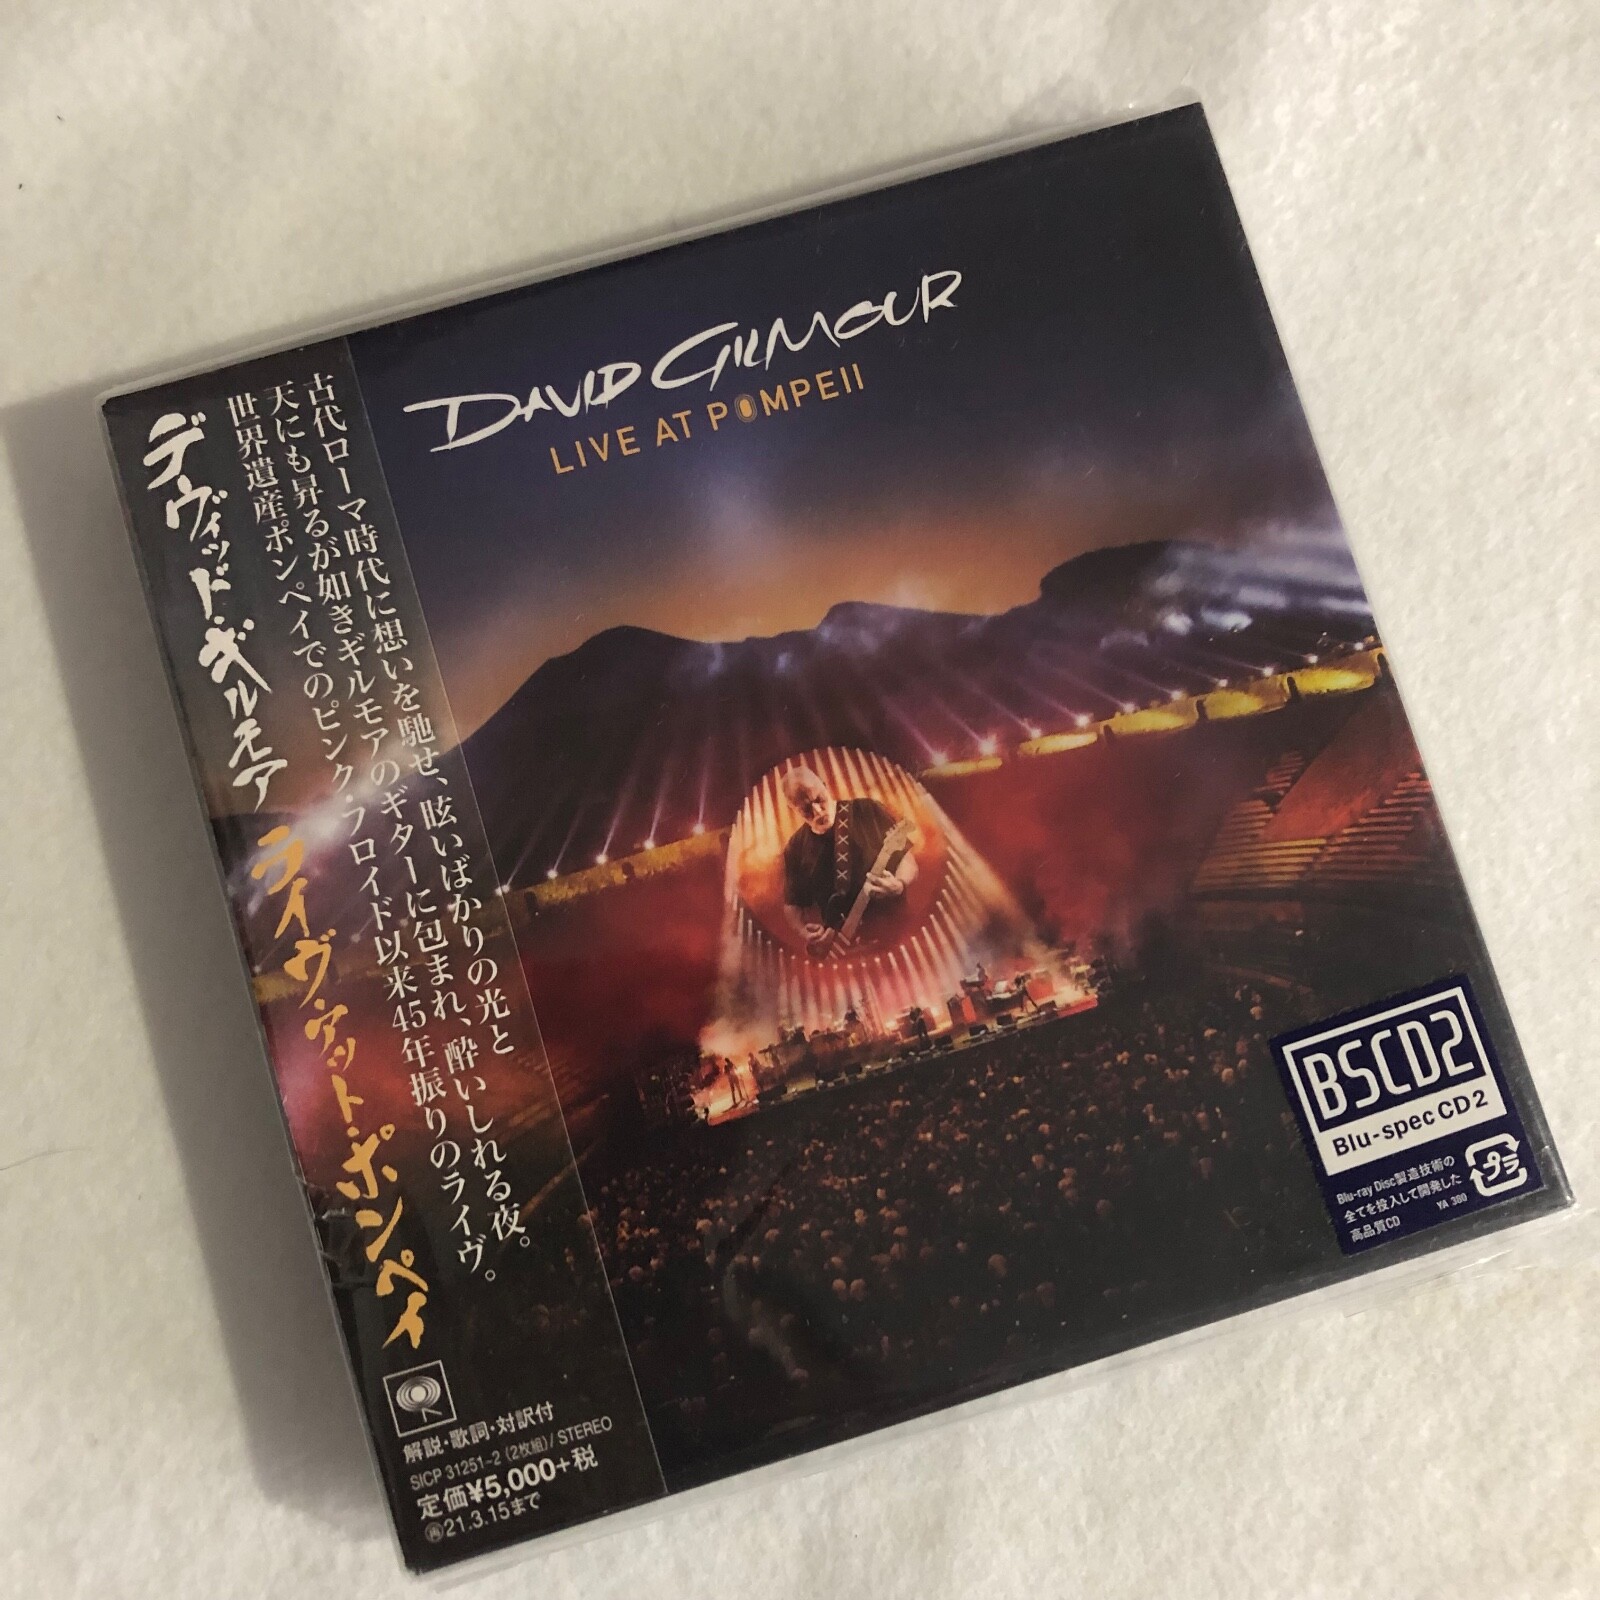 DAVID GILMOUR
LIVE AT POMPEII
デヴィッド・ギルモア ライヴ・アット・ポンペイ
古代ローマ時代に想いを馳せ、眩いばかりの光と
天にも昇るが如きギルモアのギターに包まれ、酔いしれる夜。
世界遺産ポンペイでのピンク・フロイド以来45年振りのライヴ。
解説・歌詞・対訳付
SICP 31251-2 (2枚組) / STEREO
定価¥5,000+税
再21.3.15まで
BSCD2
Blu-spec CD 2
Blu-ray Disc製造技術の
全てを投入して開発した
高品質CD
プラ
YA 300